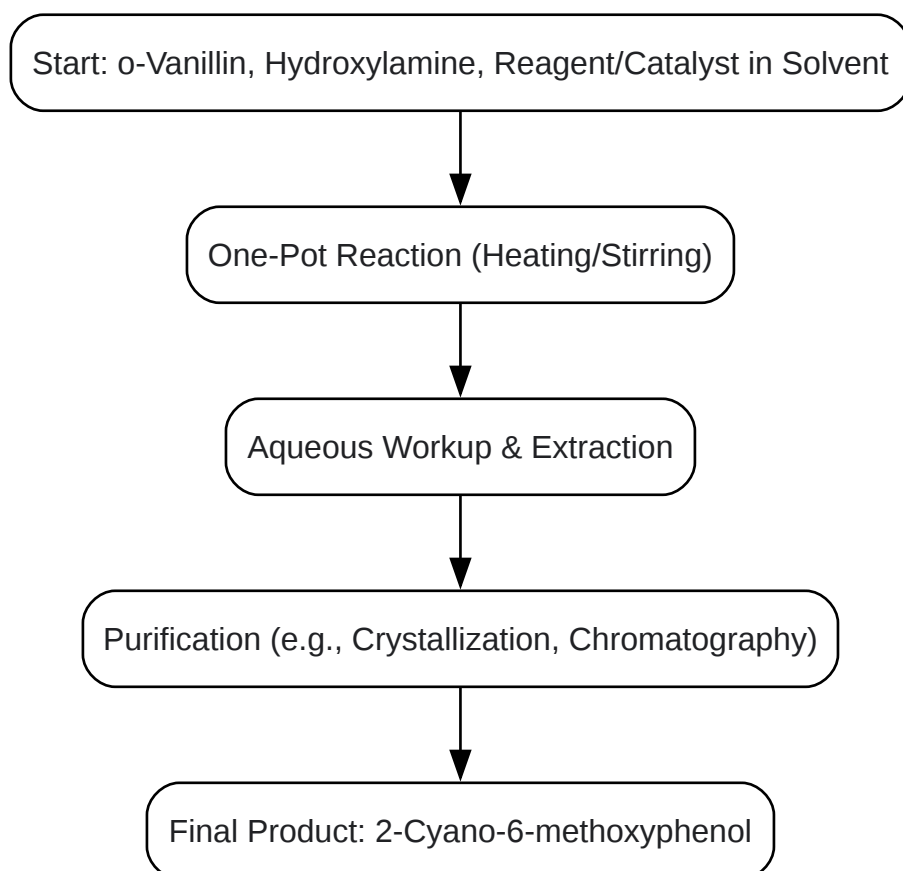 Start: o-Vanillin, Hydroxylamine, Reagent/Catalyst in Solvent
One-Pot Reaction (Heating/Stirring)
Aqueous Workup & Extraction
Purification (e.g., Crystallization, Chromatography)
Final Product: 2-Cyano-6-methoxyphenol